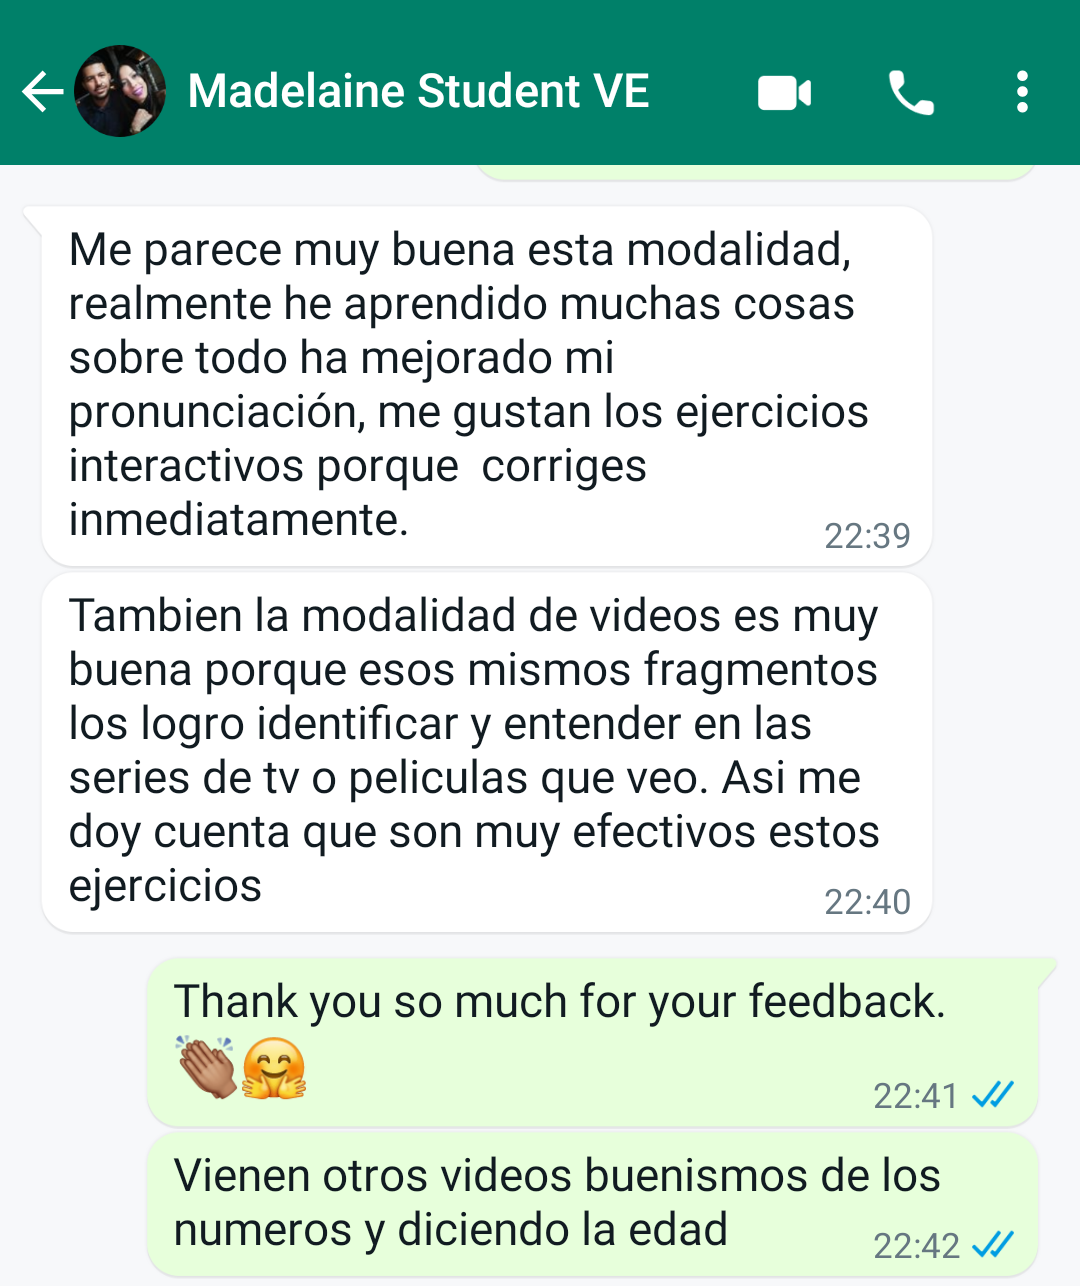 Madelaine Student VE
Me parece muy buena esta modalidad,
realmente he aprendido muchas cosas
sobre todo ha mejorado mi
pronunciación, me gustan los ejercicios
interactivos porque  corriges
inmediatamente.
22:39
Tambien la modalidad de videos es muy
buena porque esos mismos fragmentos
los logro identificar y entender en las
series de tv o peliculas que veo. Asi me
doy cuenta que son muy efectivos estos
ejercicios
22:40
Thank you so much for your feedback.
👏🏾🤗
22:41
Vienen otros videos buenismos de los
numeros y diciendo la edad
22:42